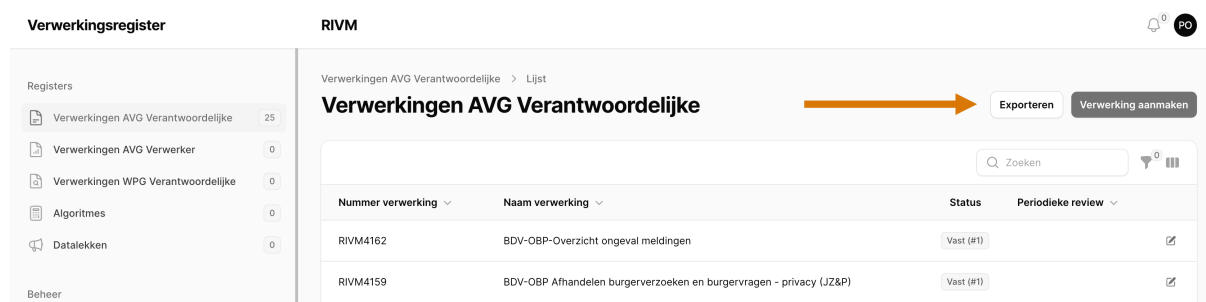 Verwerkingsregister
RIVM
0
PO
Registers
Verwerkingen AVG Verantwoordelijke 25
Verwerkingen AVG Verwerker 0
Verwerkingen WPG Verantwoordelijke 0
Algoritmes 0
Datalekken 0
Beheer
Verwerkingen AVG Verantwoordelijke > Lijst
Verwerkingen AVG Verantwoordelijke
Exporteren
Verwerking aanmaken
Zoeken
0
Nummer verwerking Naam verwerking Status Periodieke review
RIVM4162 BDV-OBP-Overzicht ongeval meldingen Vast (#1)
RIVM4159 BDV-OBP Afhandelen burgerverzoeken en burgervragen - privacy (JZ&P) Vast (#1)